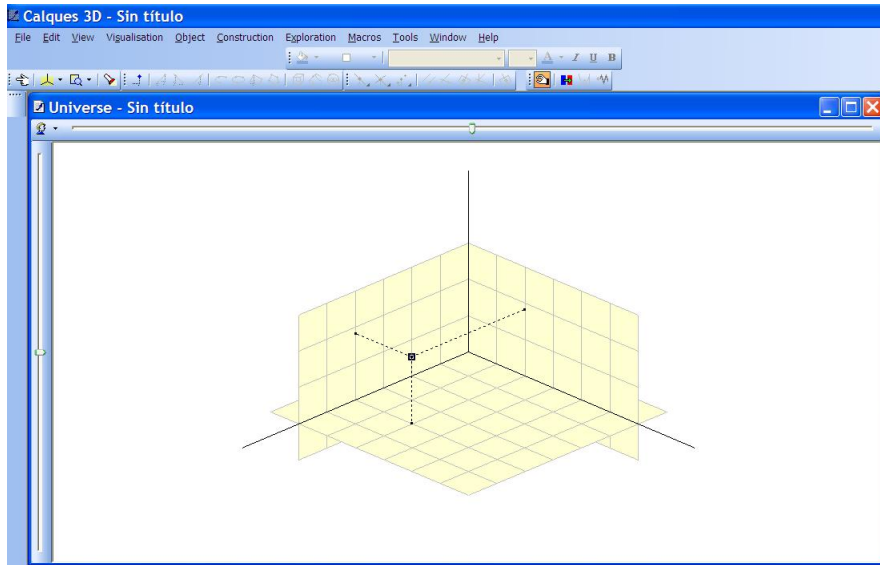 Calques 3D - Sin título
File Edit View Visualisation Object Construction Exploration Macros Tools Window Help
A I U B
Universe - Sin título